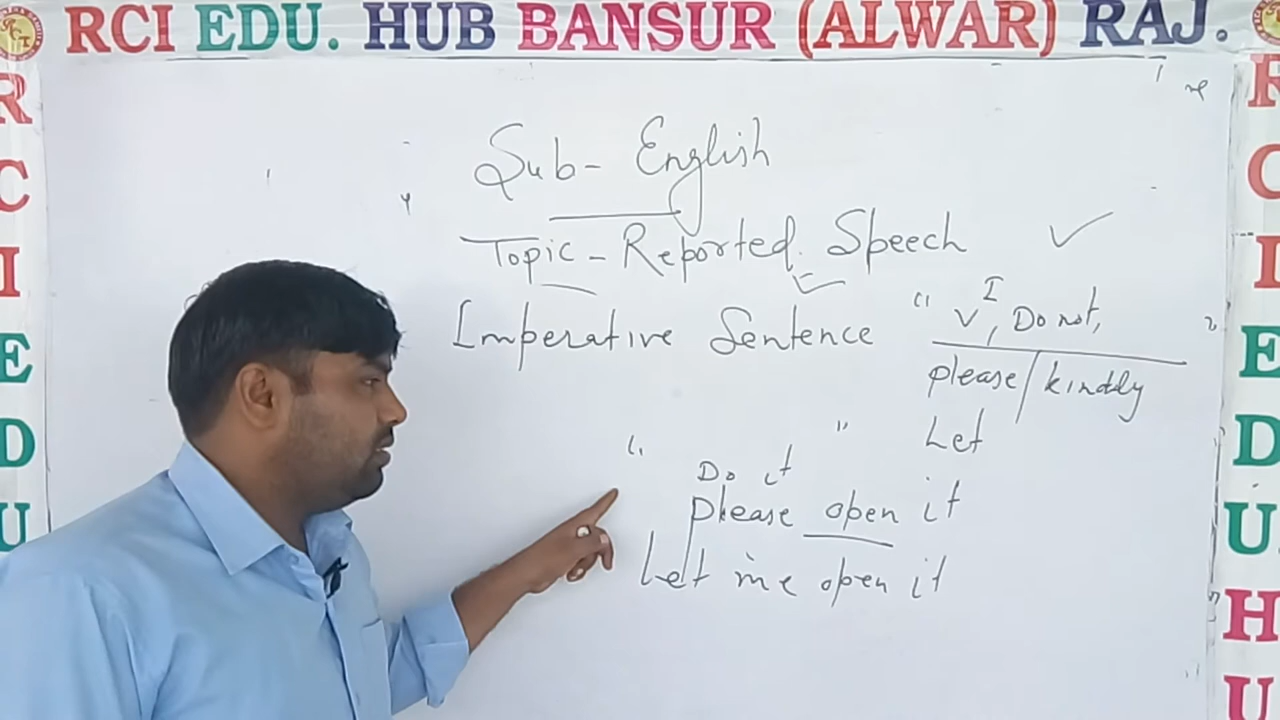 RCI EDU. HUB BANSUR (ALWAR) RAJ.
Sub- English
Topic - Reported Speech ✓
Imperative Sentence " V I, Do not,
please/kindly
Let
" Do it "
please open it
Let me open it
R
C
I
E
D
U
R
C
I
E
D
U
H
U